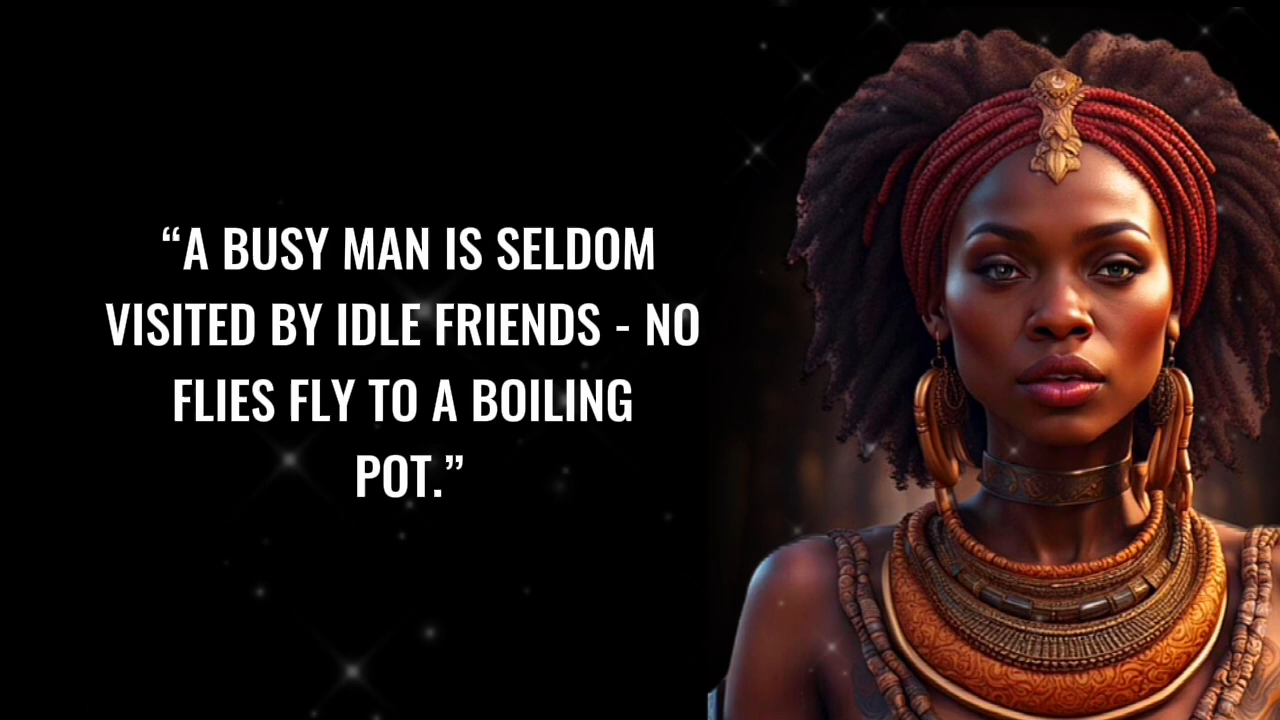 “A BUSY MAN IS SELDOM
VISITED BY IDLE FRIENDS - NO
FLIES FLY TO A BOILING
POT.”